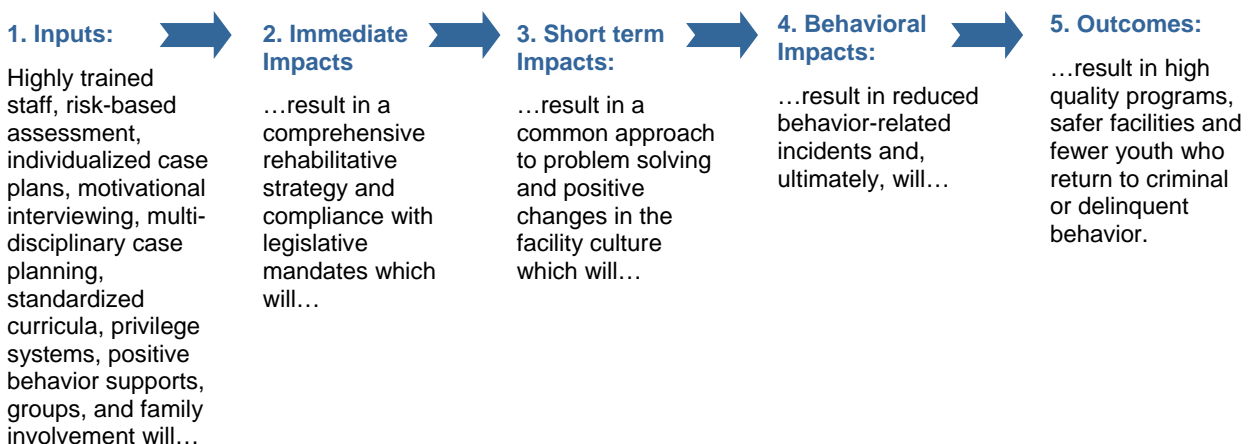 1. Inputs:
Highly trained
staff, risk-based
assessment,
individualized case
plans, motivational
interviewing, multi-
disciplinary case
planning,
standardized
curricula, privilege
systems, positive
behavior supports,
groups, and family
involvement will…
2. Immediate
Impacts
…result in a
comprehensive
rehabilitative
strategy and
compliance with
legislative
mandates which
will…
3. Short term
Impacts:
…result in a
common approach
to problem solving
and positive
changes in the
facility culture
which will…
4. Behavioral
Impacts:
…result in reduced
behavior-related
incidents and,
ultimately, will…
5. Outcomes:
…result in high
quality programs,
safer facilities and
fewer youth who
return to criminal
or delinquent
behavior.